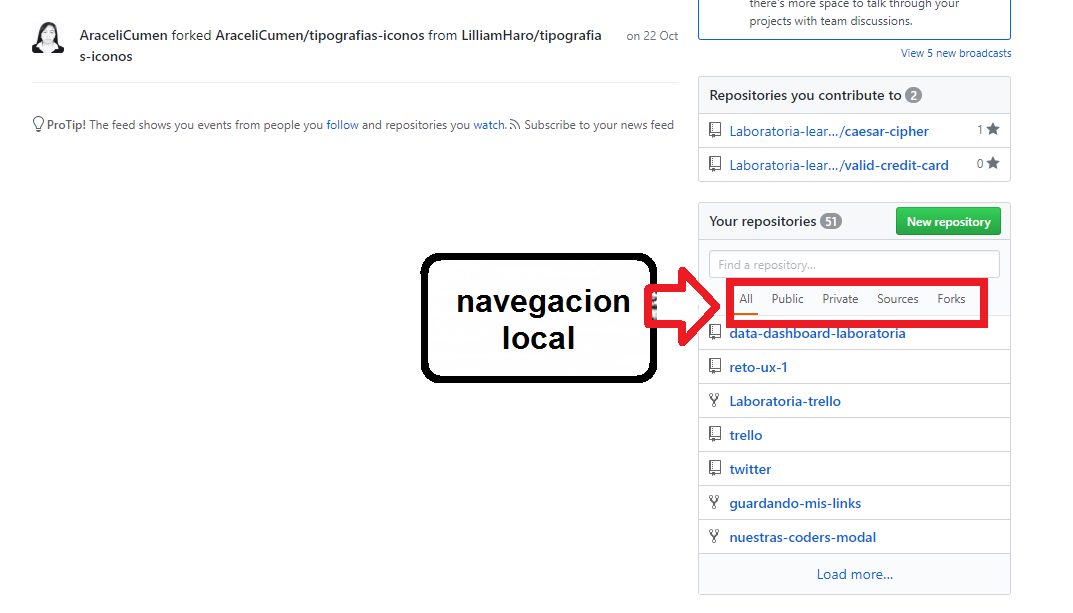 there's more space to talk through your
projects with team discussions.
View 5 new broadcasts
AraceliCumen forked AraceliCumen/tipografias-iconos from LilliamHaro/tipografia
s-iconos
on 22 Oct
ProTip! The feed shows you events from people you follow and repositories you watch. Subscribe to your news feed
Repositories you contribute to 2
Laboratoria-lear.../caesar-cipher 1
Laboratoria-lear.../valid-credit-card 0
Your repositories 51 New repository
Find a repository...
navegacion
local
All Public Private Sources Forks
data-dashboard-laboratoria
reto-ux-1
Laboratoria-trello
trello
twitter
guardando-mis-links
nuestras-coders-modal
Load more...